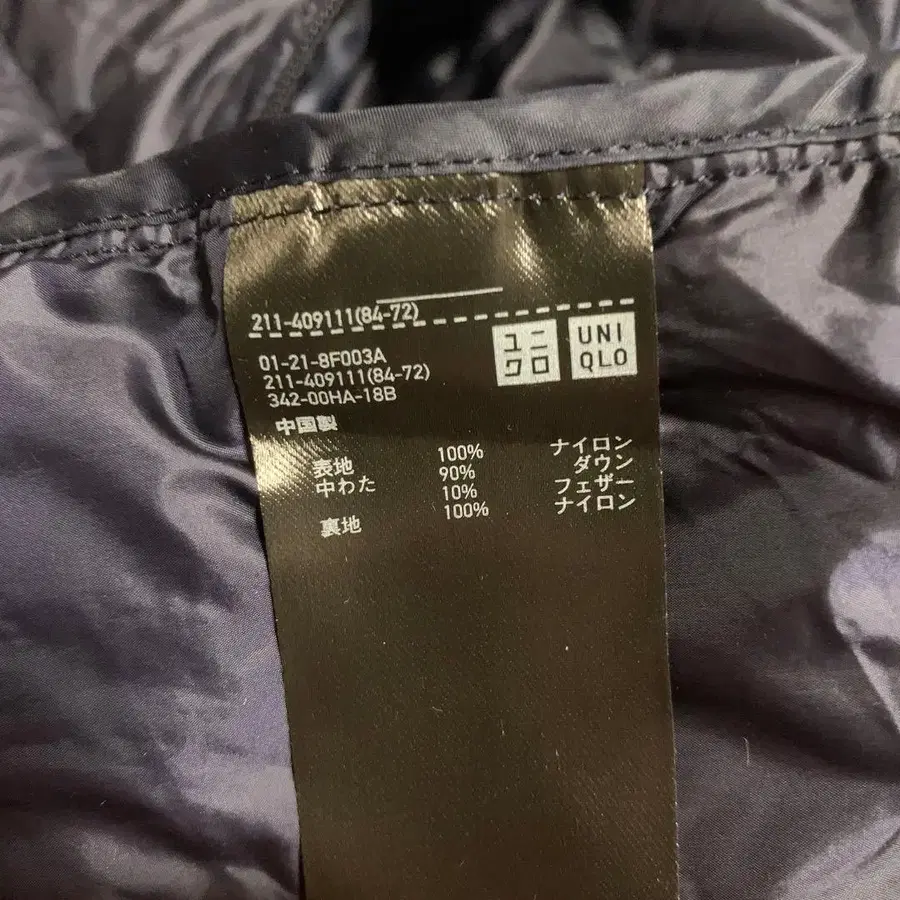 211-409111(84-72)
ユニクロ
UNIQLO
01-21-8F003A
211-409111(84-72)
342-00HA-18B
中国製
表地 100% ナイロン
中わた 90% ダウン
10% フェザー
裏地 100% ナイロン